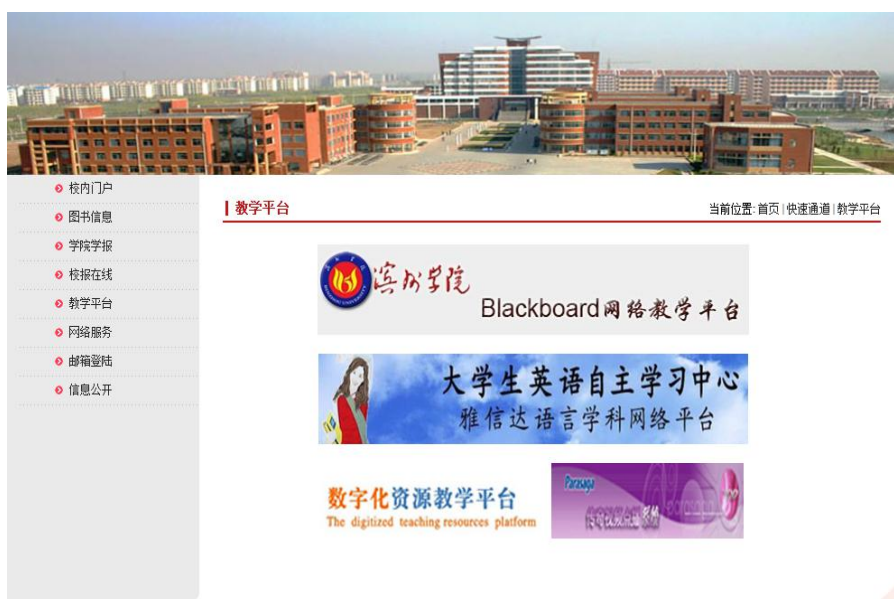 校内门户
图书信息
学院学报
校报在线
教学平台
网络服务
邮箱登陆
信息公开
教学平台
当前位置:首页|快速通道|教学平台
滨州学院
Blackboard网络教学平台
大学生英语自主学习中心
雅信达语言学科网络平台
数字化资源教学平台
The digitized teaching resources platform
Parasaga